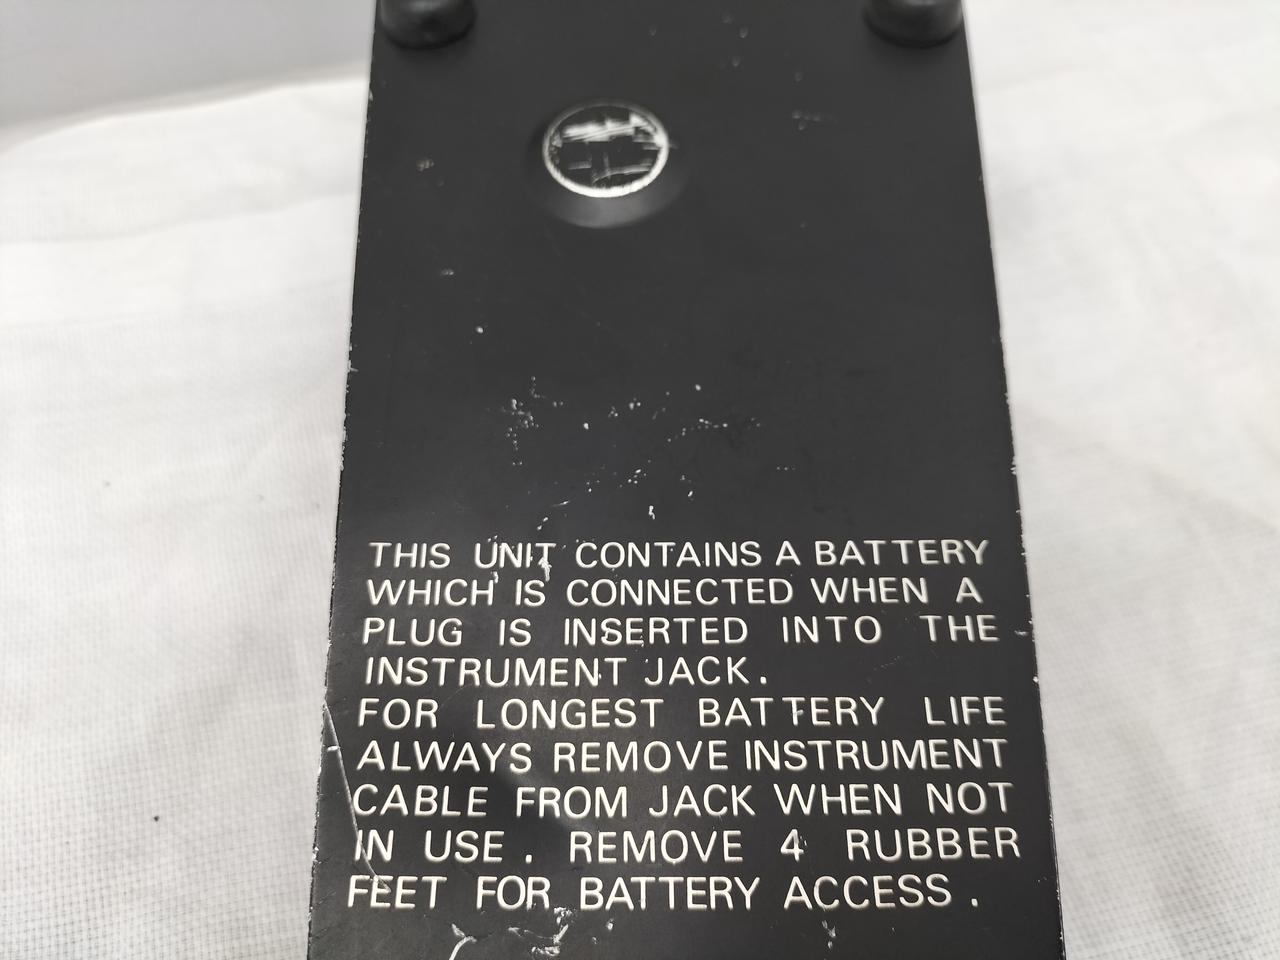 THIS UNIT CONTAINS A BATTERY
WHICH IS CONNECTED WHEN A
PLUG IS INSERTED INTO THE
INSTRUMENT JACK.
FOR LONGEST BATTERY LIFE
ALWAYS REMOVE INSTRUMENT
CABLE FROM JACK WHEN NOT
IN USE . REMOVE 4 RUBBER
FEET FOR BATTERY ACCESS .